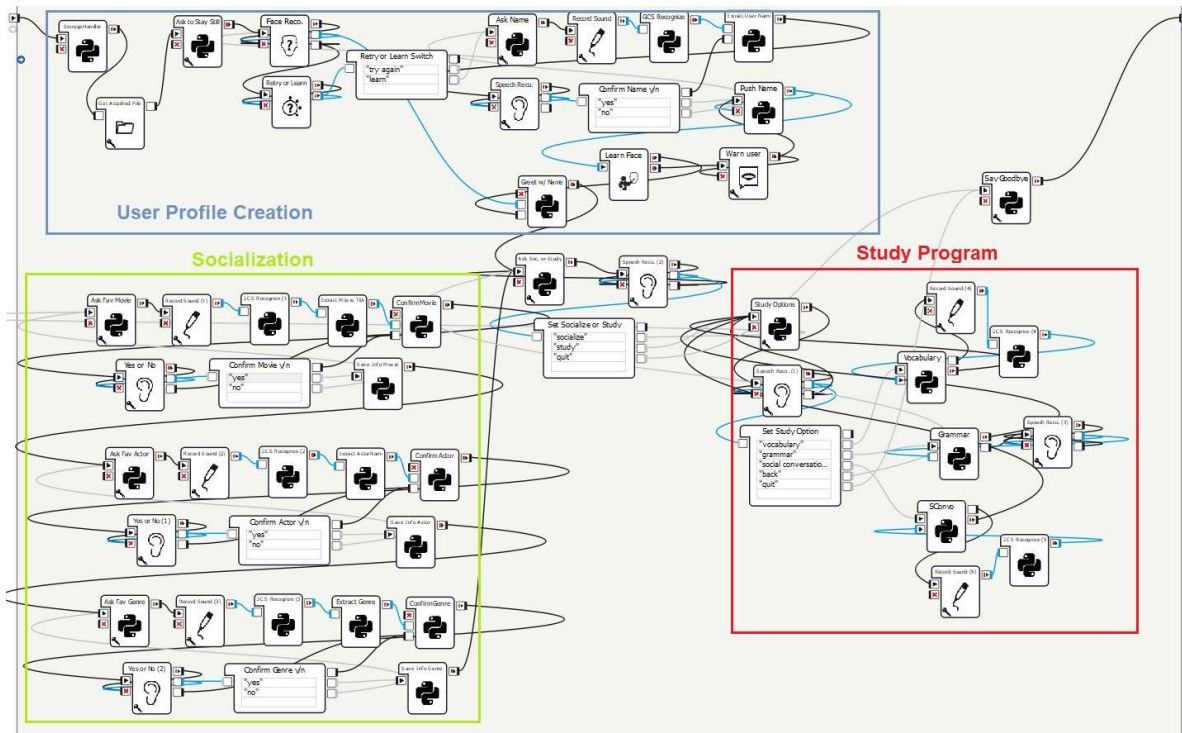 StorageHandler
Get Attached File
Ask to Stay Still
Face Reco.
Retry or Learn
Retry or Learn Switch
"try again"
"learn"
Ask Name
Record Sound
GCS Recognize
Extract User Name
Speech Reco.
Confirm Name y/n
"yes"
"no"
Push Name
Learn Face
Warn user
Greet w/ Name
User Profile Creation
Say Goodbye
Socialization
Ask Fav Movie
Record Sound (1)
GCS Recognize (1
Extract Movie Title
ConfirmMovie
Yes or No
Confirm Movie y/n
"yes"
"no"
Save Info Movie
Ask Fav Actor
Record Sound (2)
GCS Recognize (2
Extract ActorName
ConfirmActor
Yes or No (1)
Confirm Actor y/n
"yes"
"no"
Save Info Actor
Ask Fav Genre
Record Sound (3)
GCS Recognize (3
Extract Genre
ConfirmGenre
Yes or No (2)
Confirm Genre y/n
"yes"
"no"
Save Info Genre
Ask Soc. or Study
Speech Reco. (2)
Set Socialize or Study
"socialize"
"study"
"quit"
Study Program
Study Options
Speech Reco. (1)
Set Study Option
"vocabulary"
"grammar"
"social conversatio...
"back"
"quit"
Record Sound (4)
GCS Recognize (4
Vocabulary
Grammar
Speech Reco. (3)
SConvo
Record Sound (5)
GCS Recognize (5